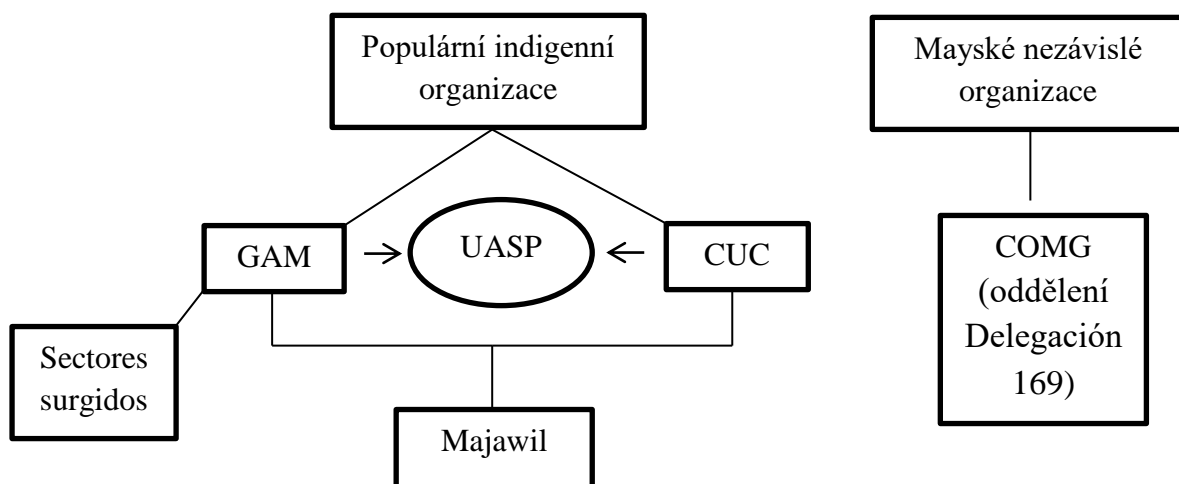 Populární indigenní
organizace
Mayské nezávislé
organizace
GAM
UASP
CUC
COMG
(oddělení
Delegación
169)
Sectores
surgidos
Majawil